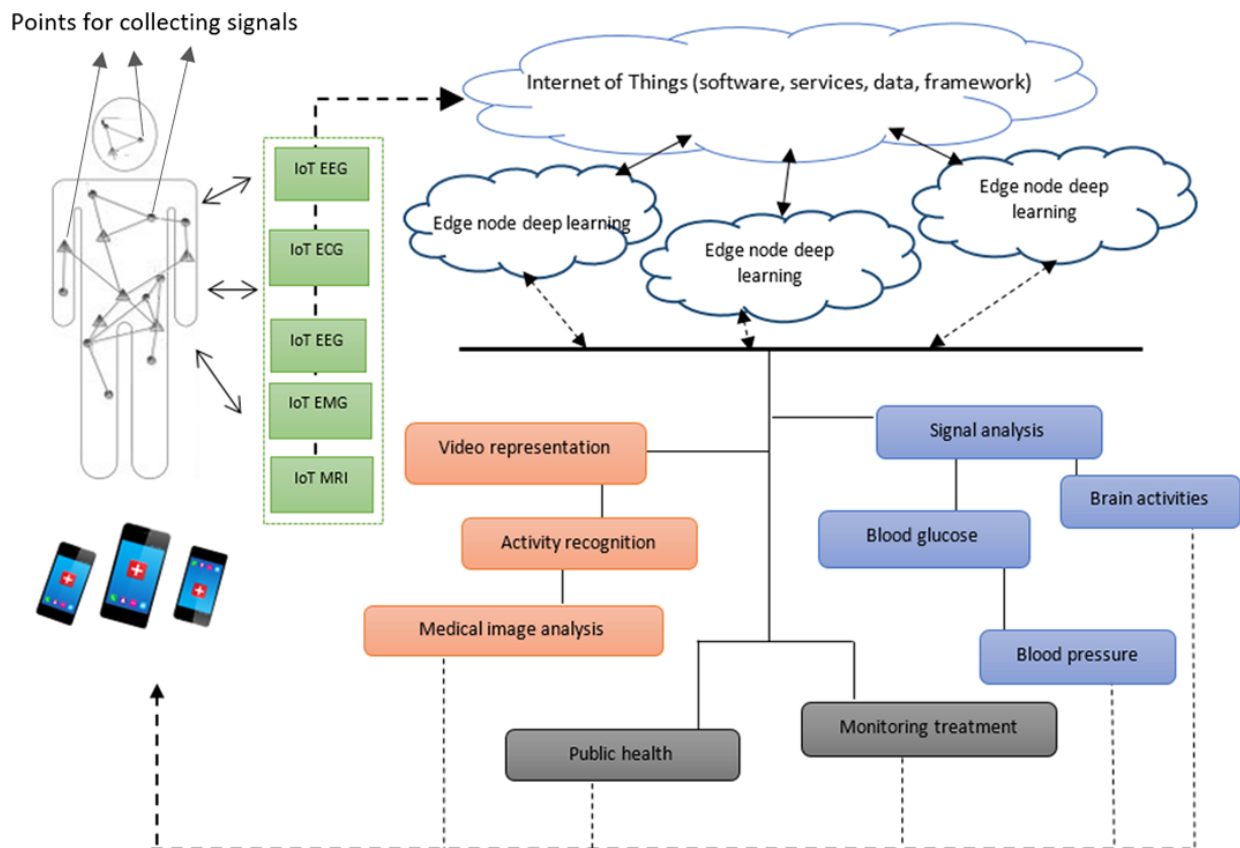 Points for collecting signals
Internet of Things (software, services, data, framework)
IoT EEG
IoT ECG
IoT EEG
IoT EMG
IoT MRI
Edge node deep learning
Edge node deep
learning
Edge node deep
learning
Video representation
Activity recognition
Medical image analysis
Signal analysis
Brain activities
Blood glucose
Blood pressure
Monitoring treatment
Public health